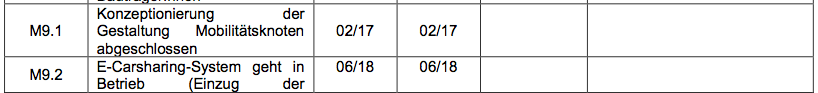 BauträgerInnen
Konzeptionierung der
M9.1 Gestaltung Mobilitätsknoten 02/17 02/17
abgeschlossen
M9.2 E-Carsharing-System geht in 06/18 06/18
Betrieb (Einzug der